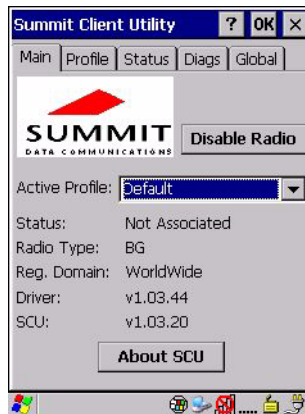 Summit Client Utility ? OK ×
Main Profile Status Diags Global
SUMMIT
DATA COMMUNICATIONS
Disable Radio
Active Profile: Default
Status: Not Associated
Radio Type: BG
Reg. Domain: WorldWide
Driver: v1.03.44
SCU: v1.03.20
About SCU